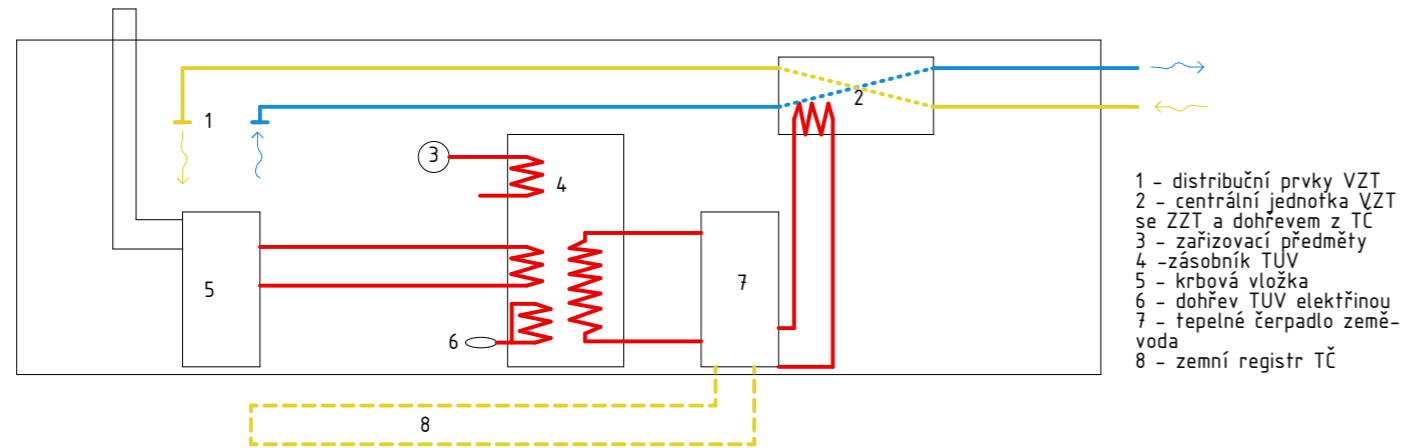 1
2
3
4
5
6
7
8
1 - distribuční prvky VZT
2 - centrální jednotka VZT
se ZZT a dohřevem z TČ
3 - zařizovací předměty
4 -zásobník TUV
5 - krbová vložka
6 - dohřev TUV elektřinou
7 - tepelné čerpadlo země-
voda
8 - zemní registr TČ